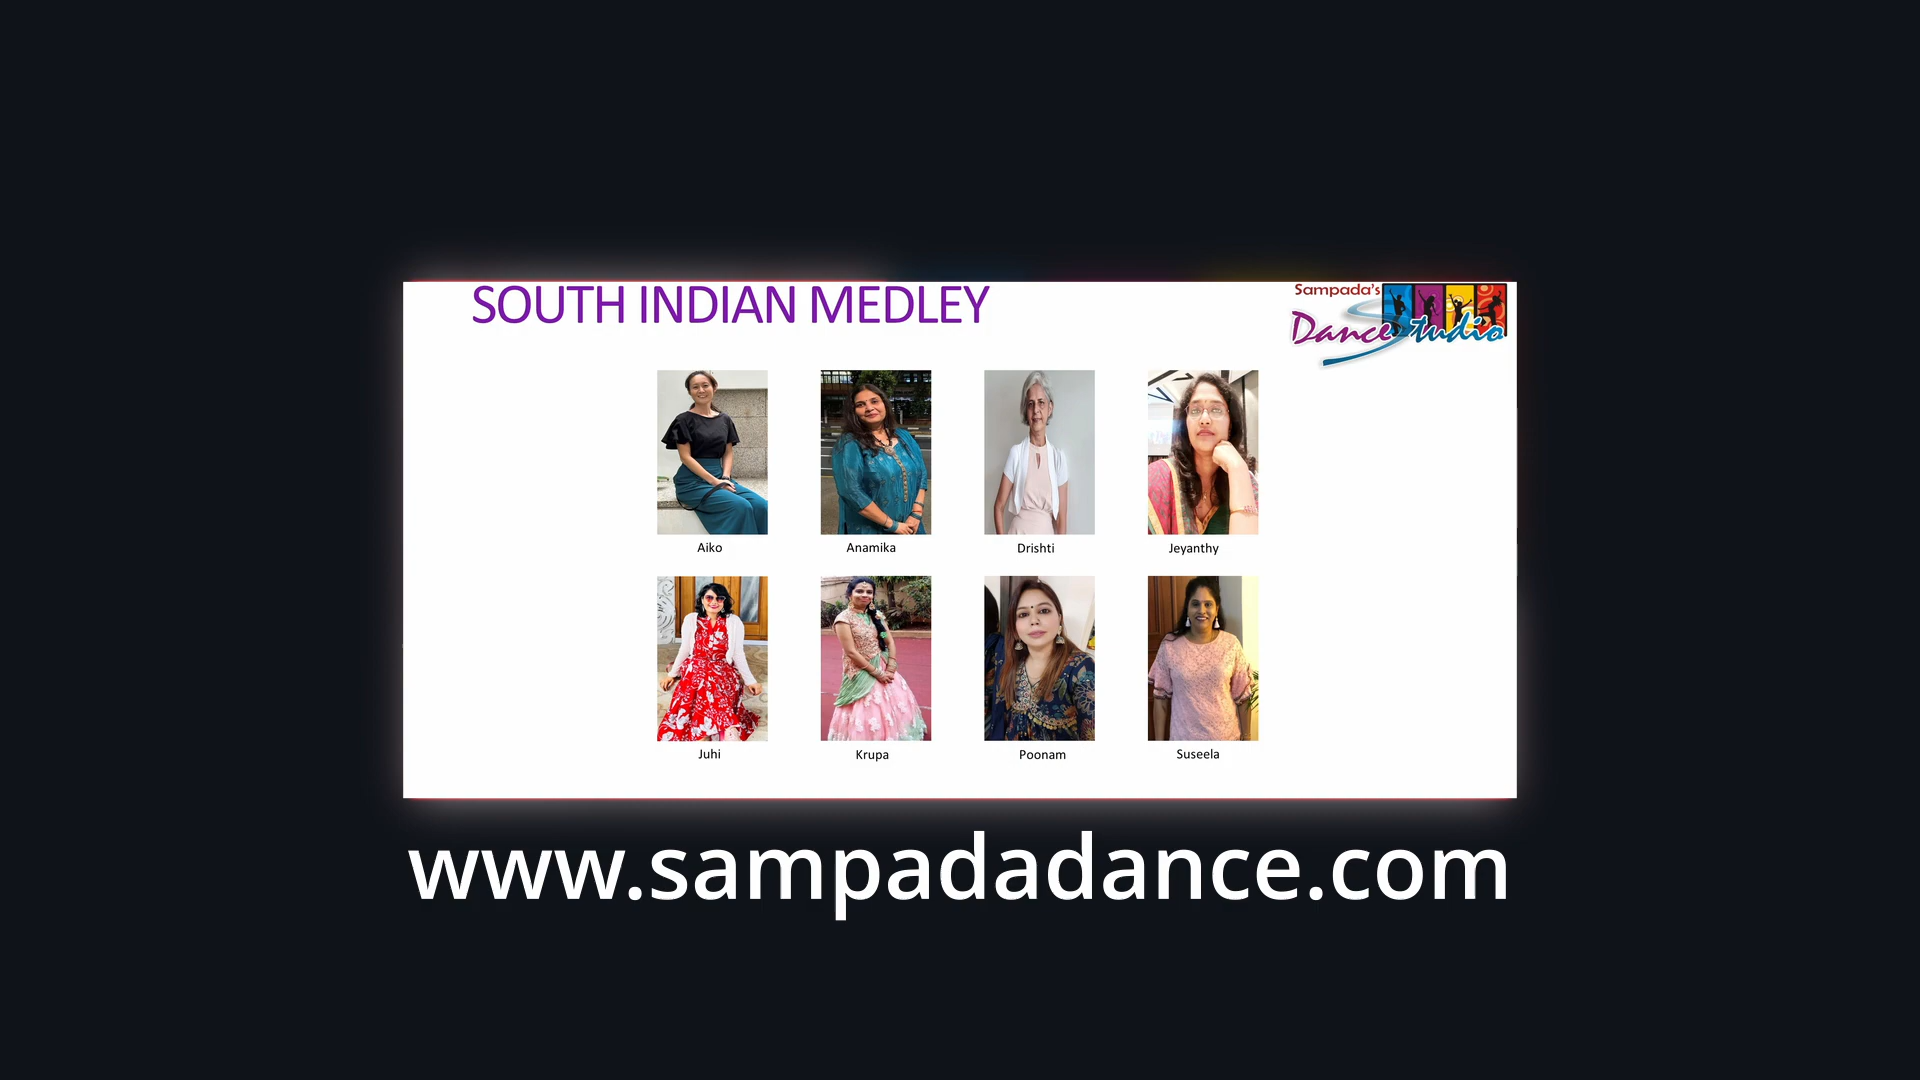 SOUTH INDIAN MEDLEY
Sampada's
Dance Studio
Aiko
Anamika
Drishti
Jeyanthy
Juhi
Krupa
Poonam
Suseela
www.sampadadance.com